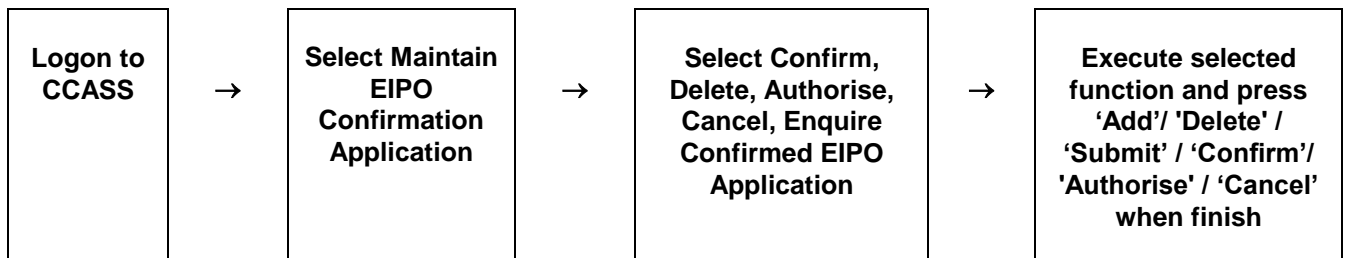 Logon to
CCASS
→
Select Maintain
EIPO
Confirmation
Application
→
Select Confirm,
Delete, Authorise,
Cancel, Enquire
Confirmed EIPO
Application
→
Execute selected
function and press
‘Add’/ 'Delete' /
‘Submit’ / ‘Confirm’/
'Authorise' / ‘Cancel’
when finish